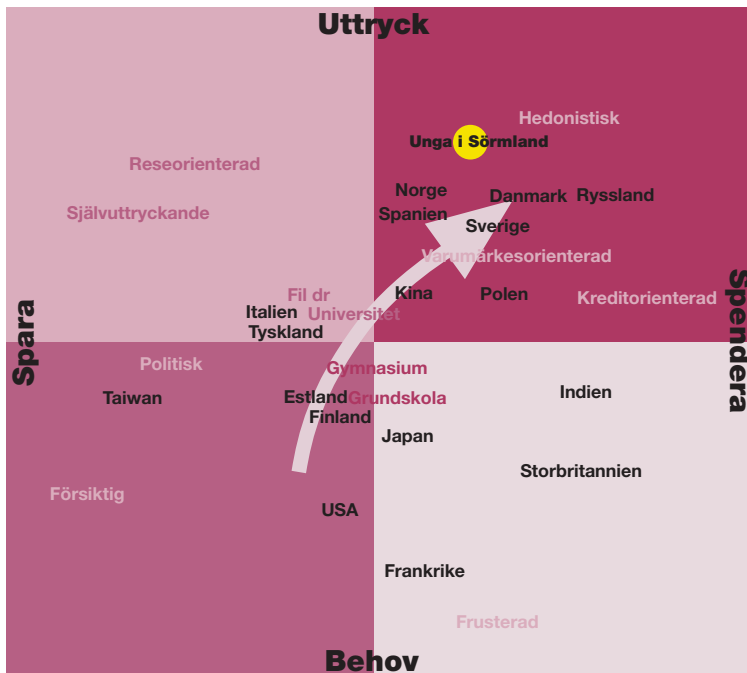 Uttryck
Hedonistisk
Unga i Sörmland
Reseorienterad
Norge
Danmark
Ryssland
Självuttryckande
Spanien
Sverige
Varumärkesorienterad
Fil dr
Kina
Polen
Kreditorienterad
Italien
Universitet
Tyskland
Spara
Spendera
Politisk
Gymnasium
Taiwan
Estland
Grundskola
Indien
Finland
Japan
Storbritannien
Försiktig
USA
Frankrike
Frusterad
Behov